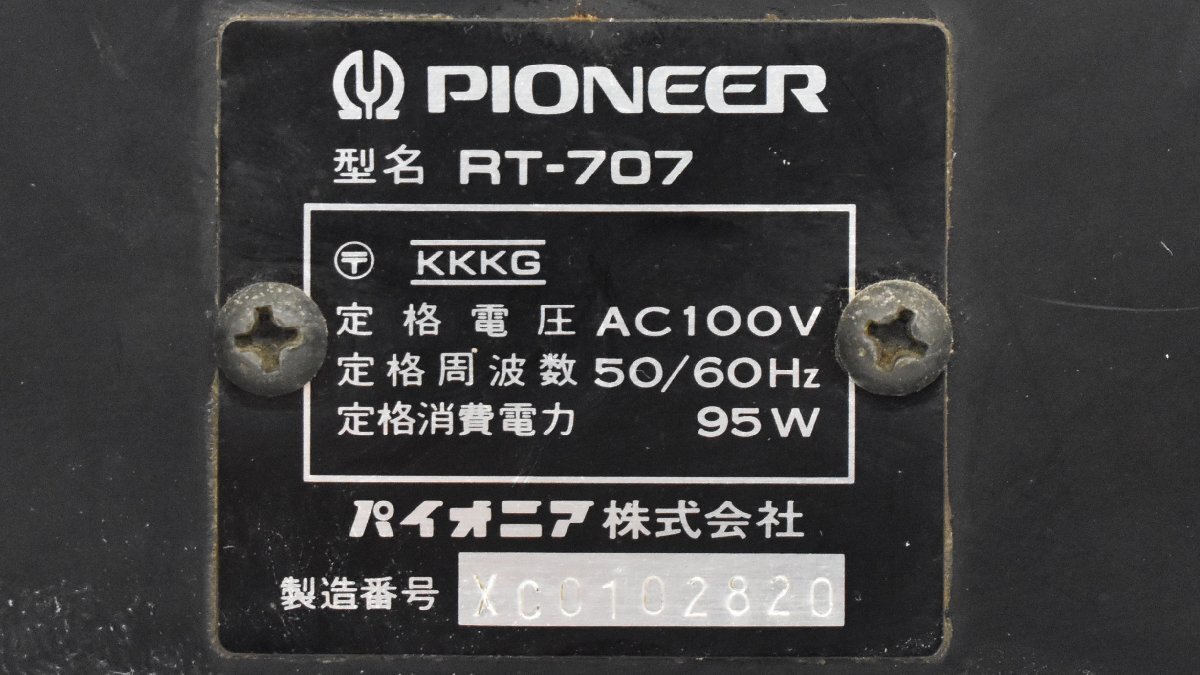 PIONEER
型名 RT-707
〒 KKKG
定格電圧 AC100V
定格周波数 50/60Hz
定格消費電力 95W
パイオニア株式会社
製造番号 XC0102820